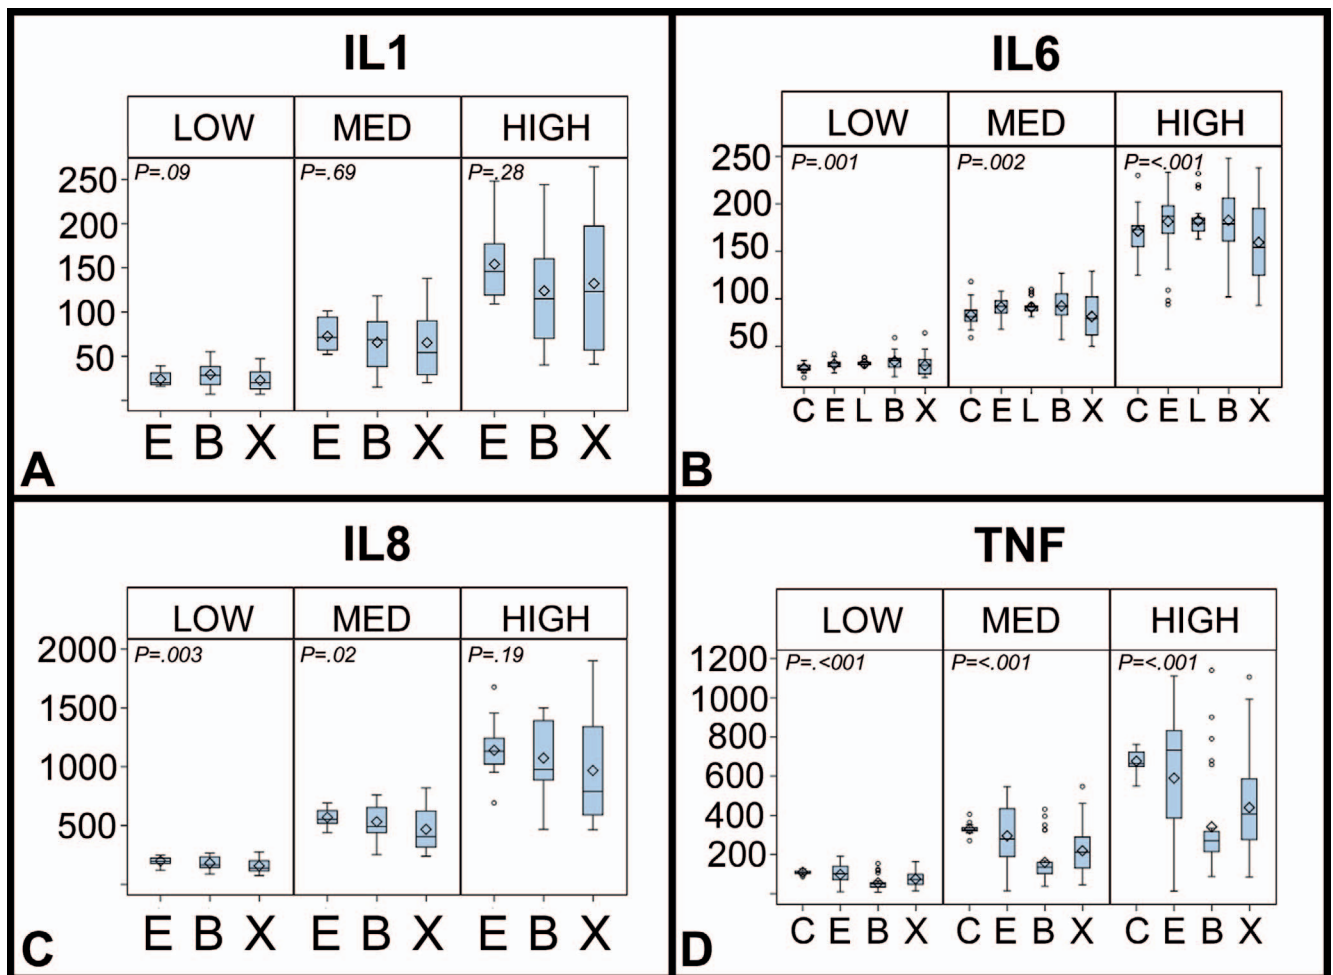 IL1
LOW MED HIGH
P=.09 P=.69 P=.28
250
200
150
100
50
E B X E B X E B X
A
IL6
LOW MED HIGH
P=.001 P=.002 P=<.001
250
200
150
100
50
C E L B X C E L B X C E L B X
B
IL8
LOW MED HIGH
P=.003 P=.02 P=.19
2000
1500
1000
500
E B X E B X E B X
C
TNF
LOW MED HIGH
P=.<001 P=<.001 P=<.001
1200
1000
800
600
400
200
C E B X C E B X C E B X
D